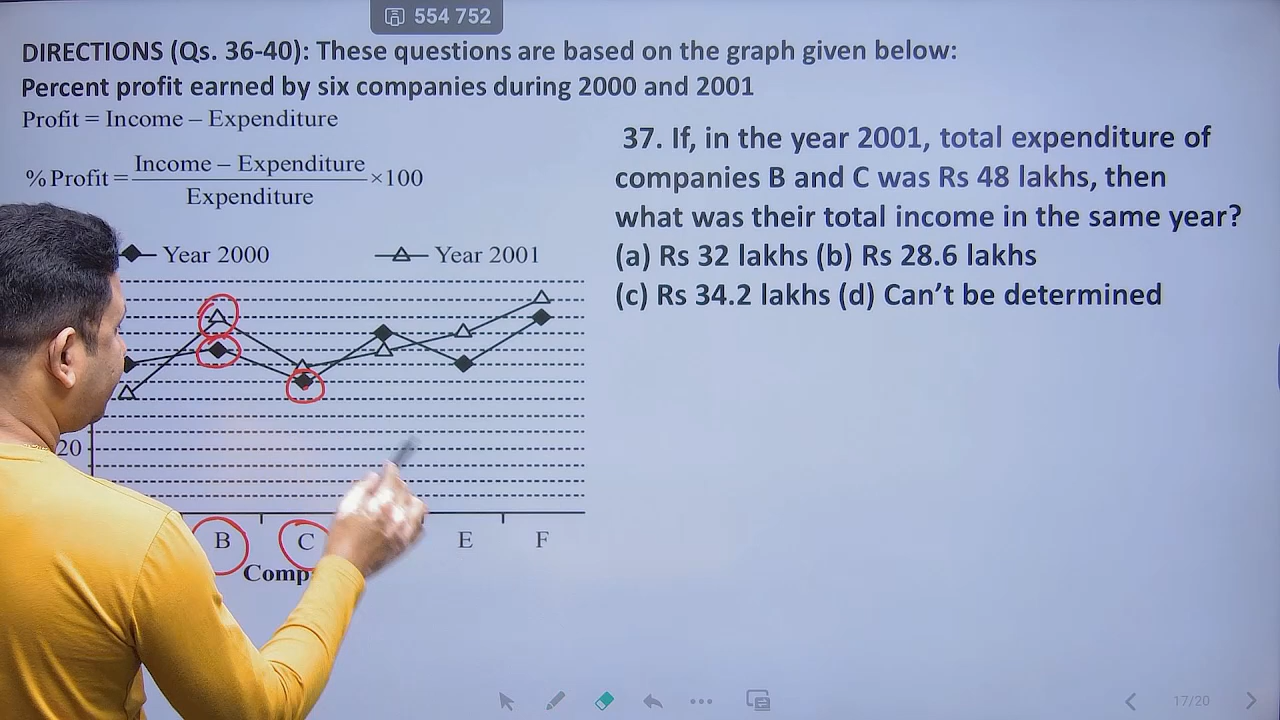 554 752
DIRECTIONS (Qs. 36-40): These questions are based on the graph given below:
Percent profit earned by six companies during 2000 and 2001
Profit = Income – Expenditure
% Profit = Income – Expenditure / Expenditure ×100
Year 2000 Year 2001
20
B C E F
37. If, in the year 2001, total expenditure of
companies B and C was Rs 48 lakhs, then
what was their total income in the same year?
(a) Rs 32 lakhs (b) Rs 28.6 lakhs
(c) Rs 34.2 lakhs (d) Can’t be determined
17/20